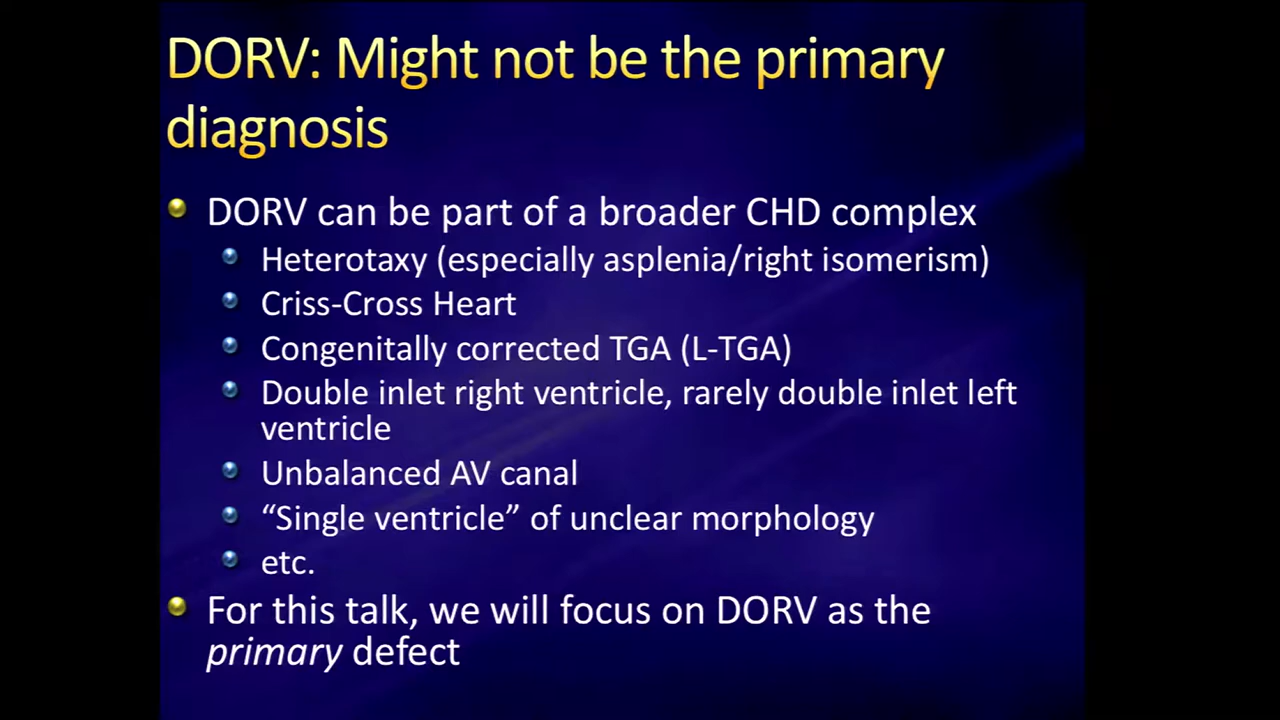 DORV: Might not be the primary
diagnosis
DORV can be part of a broader CHD complex
Heterotaxy (especially asplenia/right isomerism)
Criss-Cross Heart
Congenitally corrected TGA (L-TGA)
Double inlet right ventricle, rarely double inlet left
ventricle
Unbalanced AV canal
“Single ventricle” of unclear morphology
etc.
For this talk, we will focus on DORV as the
primary defect